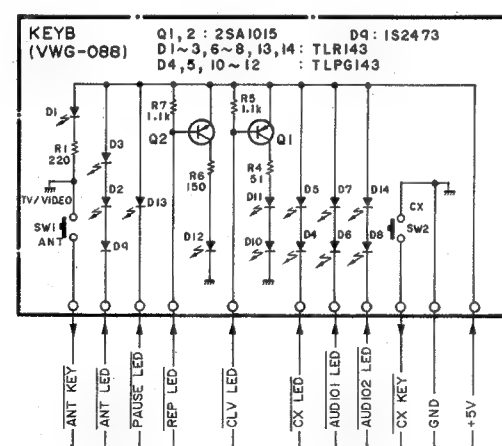 KEYB
(VWG-088)
Q1, 2 : 2SA1015
D9: 1S2473
D1~3, 6~8, 13, 14: TLR143
D4, 5, 10~12 : TLPG143
D1
R1
220
TV/VIDEO
SW1
ANT
D3
D2
D9
D13
R7
1.1k
Q2
R6
150
D12
R5
1.1k
Q1
R4
51
D11
D10
D5
D4
D7
D6
D14
D8
CX
SW2
ANT KEY
ANT LED
PAUSE LED
REP LED
CLV LED
CX LED
AUDIO1 LED
AUDIO2 LED
CX KEY
GND
+5V